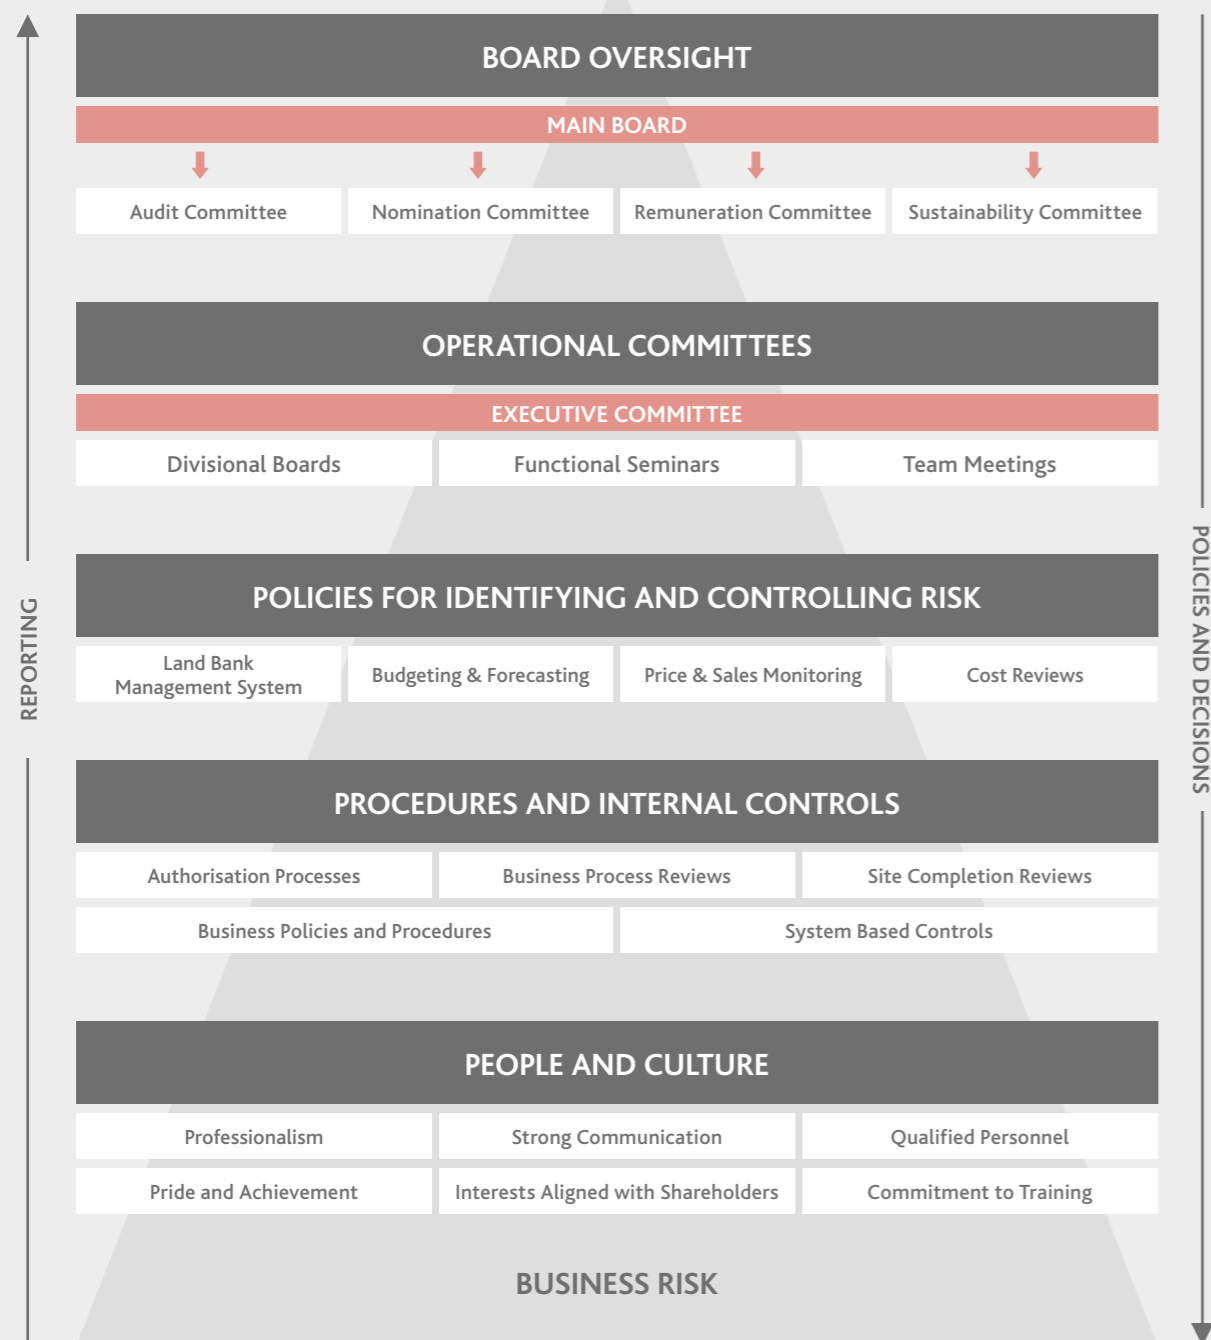 BOARD OVERSIGHT
MAIN BOARD
Audit Committee
Nomination Committee
Remuneration Committee
Sustainability Committee
OPERATIONAL COMMITTEES
EXECUTIVE COMMITTEE
Divisional Boards
Functional Seminars
Team Meetings
POLICIES FOR IDENTIFYING AND CONTROLLING RISK
Land Bank
Management System
Budgeting & Forecasting
Price & Sales Monitoring
Cost Reviews
PROCEDURES AND INTERNAL CONTROLS
Authorisation Processes
Business Process Reviews
Site Completion Reviews
Business Policies and Procedures
System Based Controls
PEOPLE AND CULTURE
Professionalism
Strong Communication
Qualified Personnel
Pride and Achievement
Interests Aligned with Shareholders
Commitment to Training
BUSINESS RISK
REPORTING
POLICIES AND DECISIONS